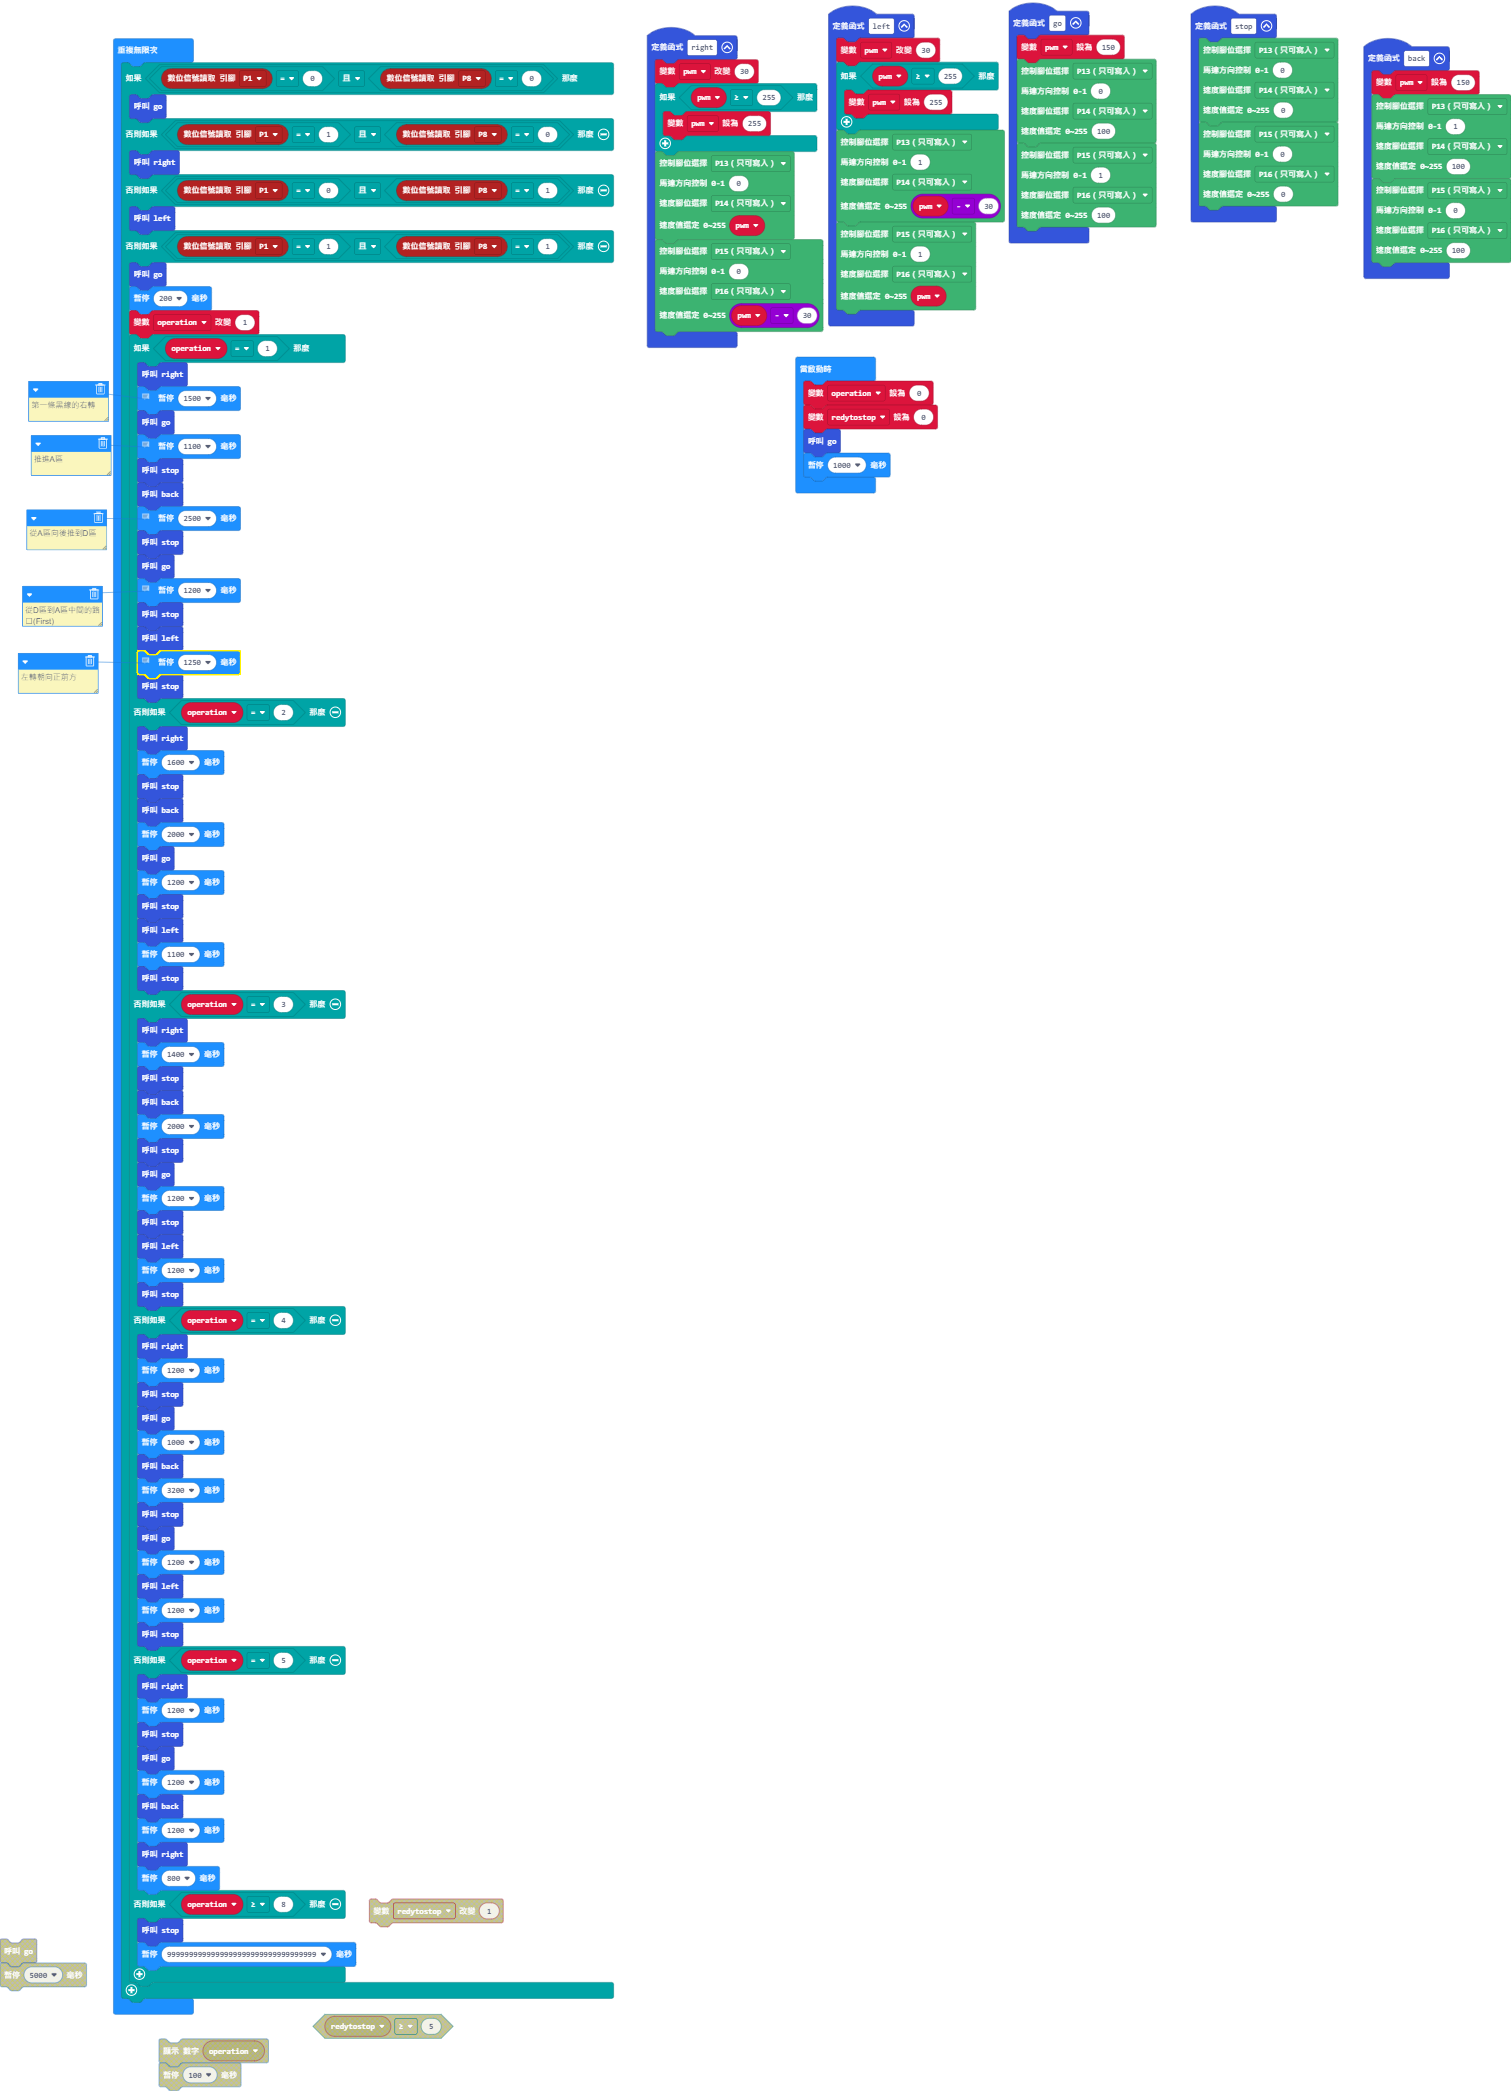 重複無限次
如果 數位信號讀取 引腳 P1 = 0 且 數位信號讀取 引腳 P8 = 0 那麼
呼叫 go
否則如果 數位信號讀取 引腳 P1 = 1 且 數位信號讀取 引腳 P8 = 0 那麼
呼叫 right
否則如果 數位信號讀取 引腳 P1 = 0 且 數位信號讀取 引腳 P8 = 1 那麼
呼叫 left
否則如果 數位信號讀取 引腳 P1 = 1 且 數位信號讀取 引腳 P8 = 1 那麼
呼叫 go
暫停 200 毫秒
變數 operation 改變 1
如果 operation = 1 那麼
呼叫 right
暫停 1500 毫秒
呼叫 go
暫停 1100 毫秒
呼叫 stop
呼叫 back
暫停 2500 毫秒
呼叫 stop
呼叫 go
暫停 1200 毫秒
呼叫 stop
呼叫 left
暫停 1250 毫秒
呼叫 stop
否則如果 operation = 2 那麼
呼叫 right
暫停 1600 毫秒
呼叫 stop
呼叫 back
暫停 2000 毫秒
呼叫 go
暫停 1200 毫秒
呼叫 stop
呼叫 left
暫停 1100 毫秒
呼叫 stop
否則如果 operation = 3 那麼
呼叫 right
暫停 1400 毫秒
呼叫 stop
呼叫 back
暫停 2000 毫秒
呼叫 stop
呼叫 go
暫停 1200 毫秒
呼叫 stop
呼叫 left
暫停 1200 毫秒
呼叫 stop
否則如果 operation = 4 那麼
呼叫 right
暫停 1200 毫秒
呼叫 stop
呼叫 go
暫停 1000 毫秒
呼叫 back
暫停 3200 毫秒
呼叫 stop
呼叫 go
暫停 1200 毫秒
呼叫 left
暫停 1200 毫秒
呼叫 stop
否則如果 operation = 5 那麼
呼叫 right
暫停 1200 毫秒
呼叫 stop
呼叫 go
暫停 1200 毫秒
呼叫 back
暫停 1200 毫秒
呼叫 right
暫停 800 毫秒
否則如果 operation ≥ 8 那麼
呼叫 stop
暫停 毫秒
第一條黑線的右轉
推進A區
從A區向後推到D區
從D區到A區中間的路
口(First)
左轉朝向正前方
定義函式 right
變數 pwm 改變 30
如果 pwm ≥ 255 那麼
變數 pwm 設為 255
控制腳位選擇 P13 ( 只可寫入 )
馬達方向控制 0-1 0
速度腳位選擇 P14 ( 只可寫入 )
速度值選定 0~255 pwm
控制腳位選擇 P15 ( 只可寫入 )
馬達方向控制 0-1 0
速度腳位選擇 P16 ( 只可寫入 )
速度值選定 0~255 pwm - 30
定義函式 left
變數 pwm 改變 30
如果 pwm ≥ 255 那麼
變數 pwm 設為 255
控制腳位選擇 P13 ( 只可寫入 )
馬達方向控制 0-1 1
速度腳位選擇 P14 ( 只可寫入 )
速度值選定 0~255 pwm - 30
控制腳位選擇 P15 ( 只可寫入 )
馬達方向控制 0-1 1
速度腳位選擇 P16 ( 只可寫入 )
速度值選定 0~255 pwm
定義函式 go
變數 pwm 設為 150
控制腳位選擇 P13 ( 只可寫入 )
馬達方向控制 0-1 0
速度腳位選擇 P14 ( 只可寫入 )
速度值選定 0~255 100
控制腳位選擇 P15 ( 只可寫入 )
馬達方向控制 0-1 1
速度腳位選擇 P16 ( 只可寫入 )
速度值選定 0~255 100
定義函式 stop
控制腳位選擇 P13 ( 只可寫入 )
馬達方向控制 0-1 0
速度腳位選擇 P14 ( 只可寫入 )
速度值選定 0~255 0
控制腳位選擇 P15 ( 只可寫入 )
馬達方向控制 0-1 0
速度腳位選擇 P16 ( 只可寫入 )
速度值選定 0~255 0
定義函式 back
變數 pwm 設為 150
控制腳位選擇 P13 ( 只可寫入 )
馬達方向控制 0-1 1
速度腳位選擇 P14 ( 只可寫入 )
速度值選定 0~255 100
控制腳位選擇 P15 ( 只可寫入 )
馬達方向控制 0-1 0
速度腳位選擇 P16 ( 只可寫入 )
速度值選定 0~255 100
當啟動時
變數 operation 設為 0
變數 redytostop 設為 0
呼叫 go
暫停 1000 毫秒
變數 redytostop 改變 1
呼叫 go
暫停 5000 毫秒
redytostop ≥ 5
顯示 數字 operation
暫停 100 毫秒